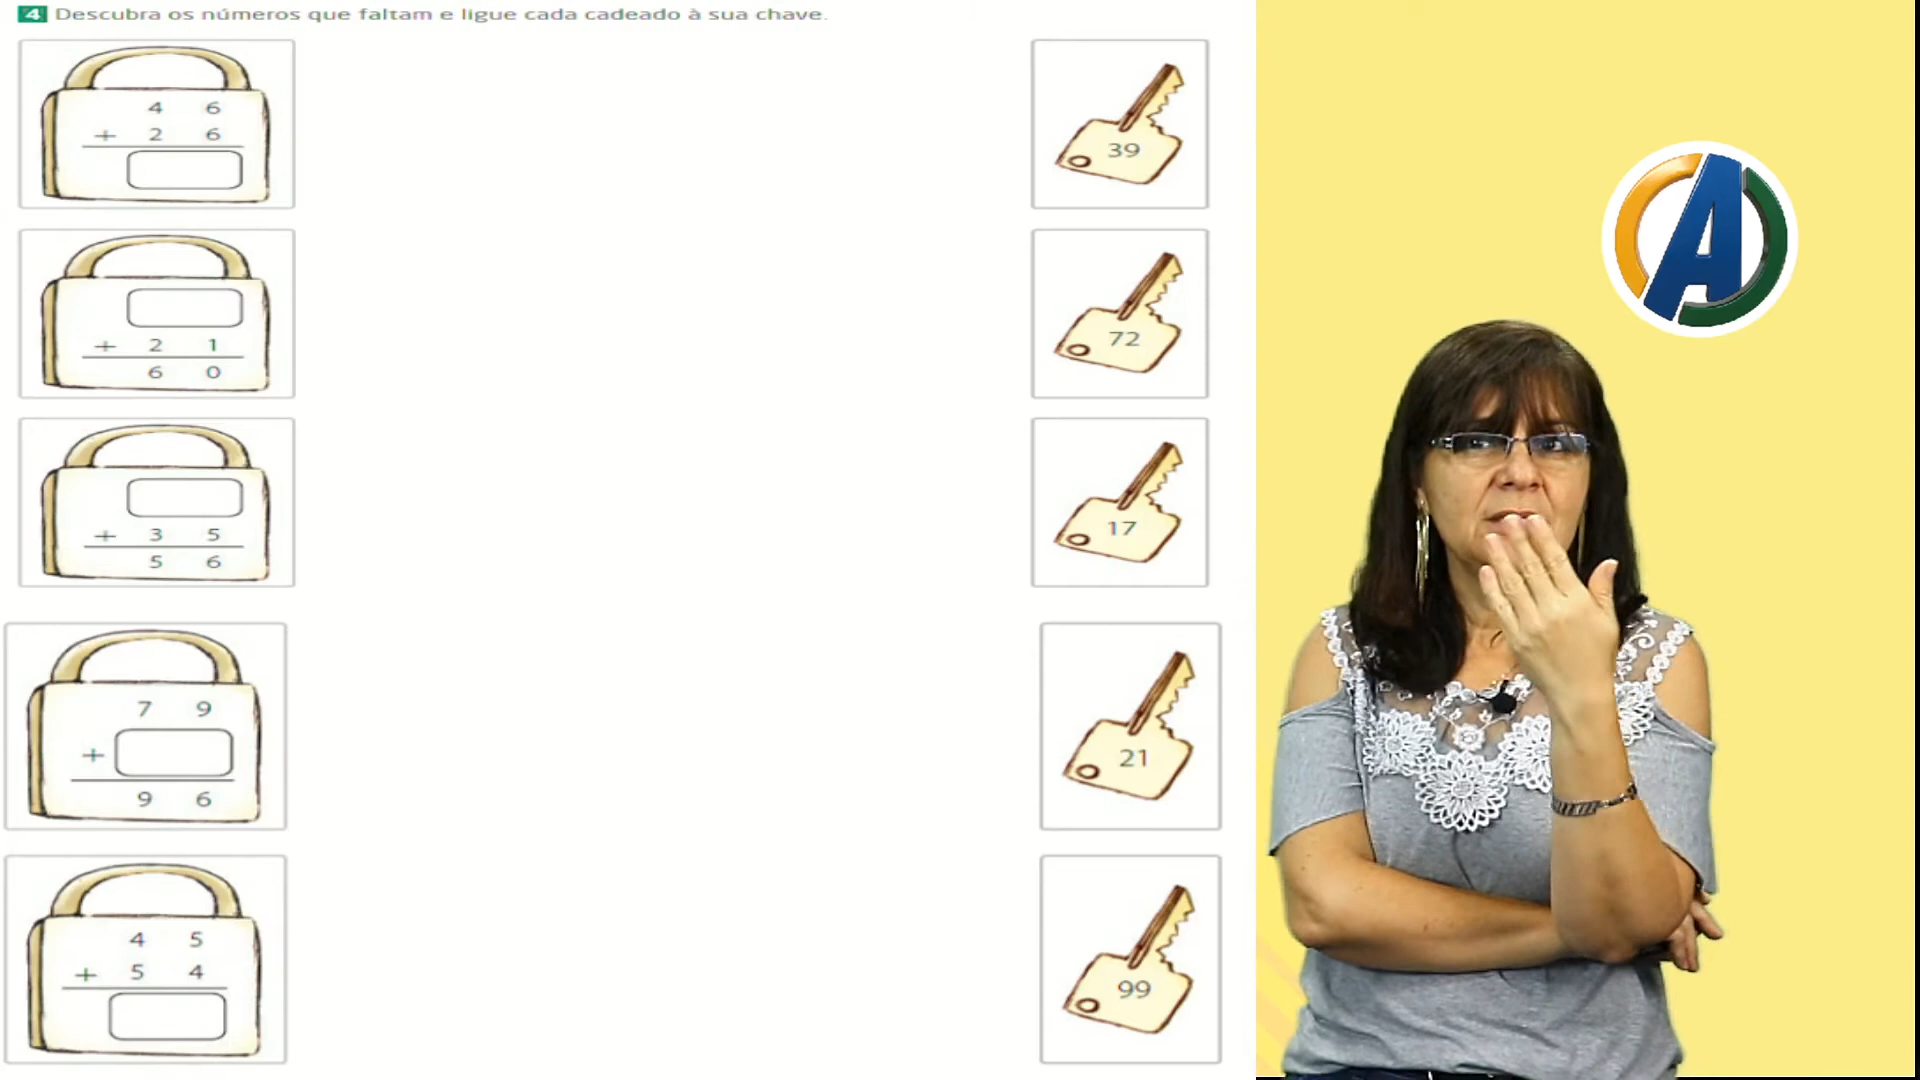 4 Descubra os números que faltam e ligue cada cadeado à sua chave.
4 6
+ 2 6
39
+ 2 1
6 0
72
+ 3 5
5 6
17
7 9
+
9 6
21
4 5
+ 5 4
99
A